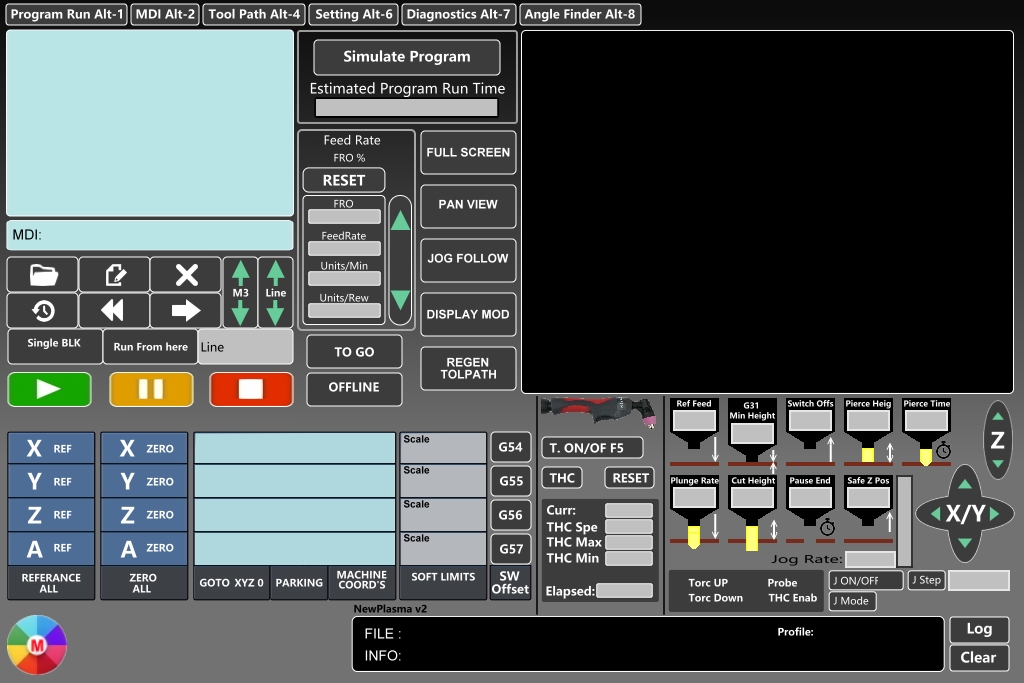 Program Run Alt-1
MDI Alt-2
Tool Path Alt-4
Setting Alt-6
Diagnostics Alt-7
Angle Finder Alt-8
Simulate Program
Estimated Program Run Time
MDI:
M3
Line
Single BLK
Run From here
Line
Feed Rate
FRO %
RESET
FRO
FeedRate
Units/Min
Units/Rew
TO GO
OFFLINE
FULL SCREEN
PAN VIEW
JOG FOLLOW
DISPLAY MOD
REGEN
TOLPATH
X REF
X ZERO
Scale
G54
Y REF
Y ZERO
Scale
G55
Z REF
Z ZERO
Scale
G56
A REF
A ZERO
Scale
G57
REFERANCE
ALL
ZERO
ALL
GOTO XYZ 0
PARKING
MACHINE
COORD'S
SOFT LIMITS
SW
Offset
T. ON/OF F5
THC
RESET
Curr:
THC Spe
THC Max
THC Min
Elapsed:
Ref Feed
G31
Min Height
Switch Offs
Pierce Heig
Pierce Time
Plunge Rate
Cut Height
Pause End
Safe Z Pos
Z
X/Y
Jog Rate:
Torc UP
Probe
Torc Down
THC Enab
J ON/OFF
J Step
J Mode
NewPlasma v2
M
FILE :
Profile:
INFO:
Log
Clear